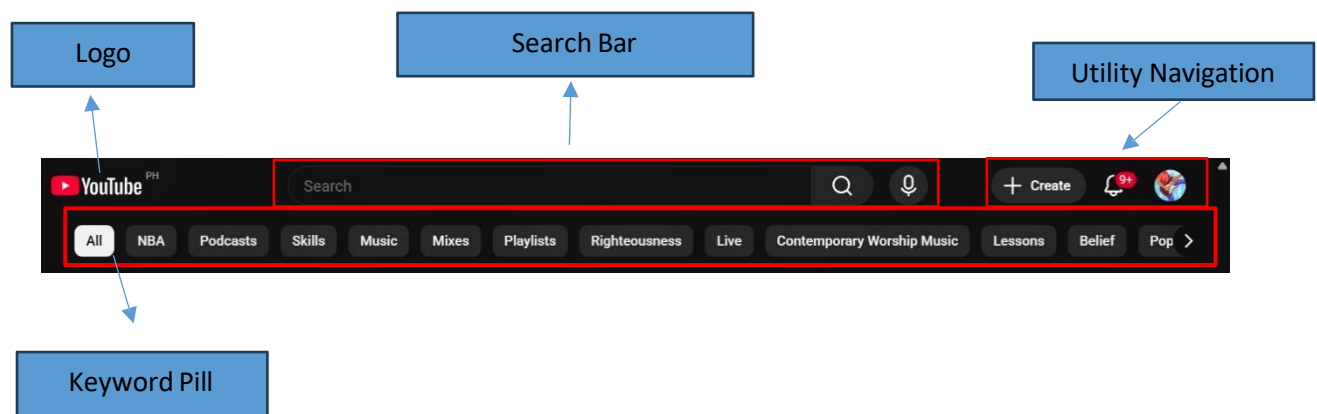 Logo
Search Bar
Utility Navigation
YouTube PH
Search
Create
9+
All NBA Podcasts Skills Music Mixes Playlists Righteousness Live Contemporary Worship Music Lessons Belief Pop
Keyword Pill